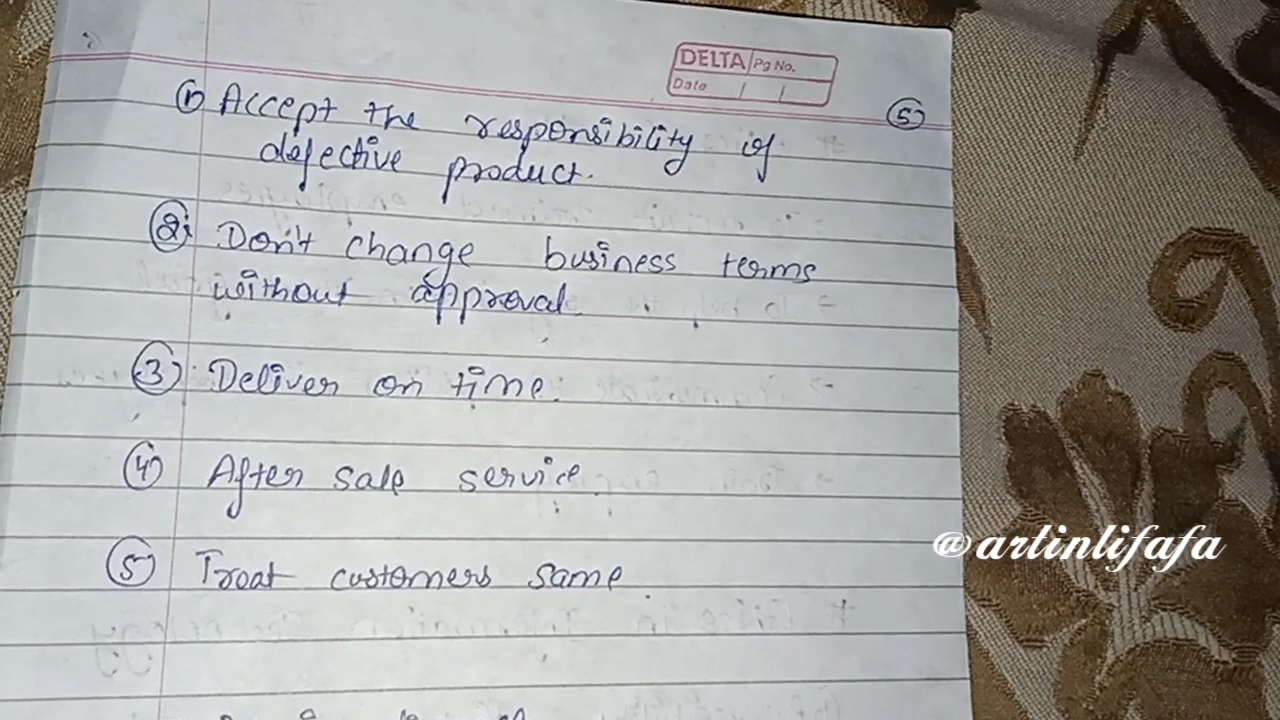 DELTA Pg No.
Date / /
5
1) Accept the responsibility of
defective product.
2) Don't change business terms
without approval.
3) Deliver on time.
4) After sale service.
5) Treat customers same.
@artinlifafa